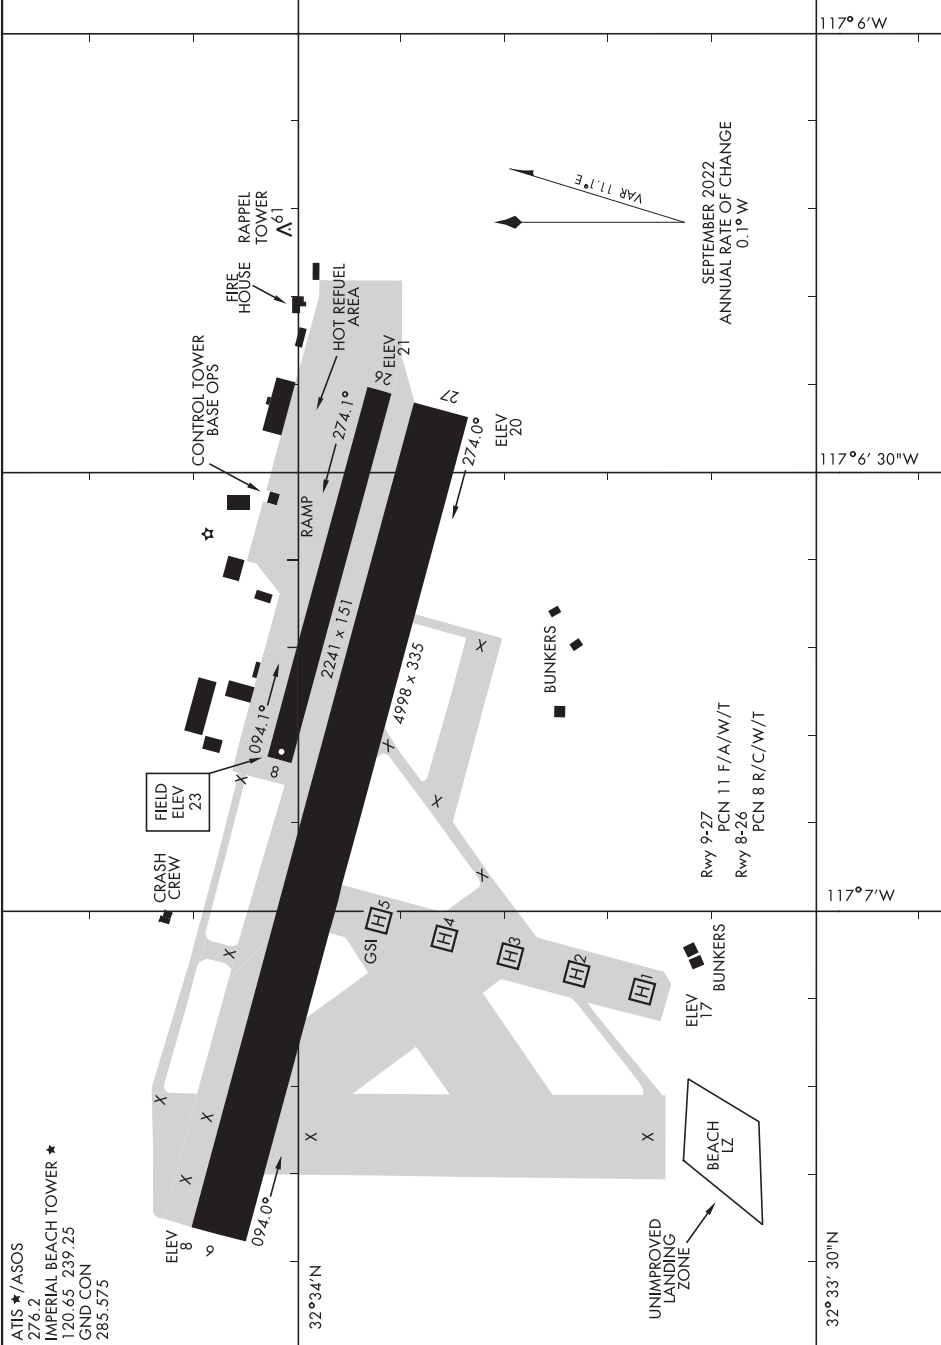 ATIS ★/ASOS
276.2
IMPERIAL BEACH TOWER ★
120.65 239.25
GND CON
285.575
117°6'W
117°6' 30"W
117°7'W
32°34'N
32°33' 30"N
RAPPEL
TOWER
61
FIRE
HOUSE
HOT REFUEL
AREA
CONTROL TOWER
BASE OPS
RAMP
274.1°
26
ELEV
21
27
274.0°
ELEV
20
VAR 11.1°E
SEPTEMBER 2022
ANNUAL RATE OF CHANGE
0.1° W
2241 x 151
4998 x 335
094.1°
8
FIELD
ELEV
23
CRASH
CREW
BUNKERS
Rwy 9-27
PCN 11 F/A/W/T
Rwy 8-26
PCN 8 R/C/W/T
X
X
X
X
X
X
X
X
X
X
X
GSI
H 5
H 4
H 3
H 2
H 1
ELEV
17
BUNKERS
ELEV
8
9
094.0°
BEACH
LZ
UNIMPROVED
LANDING
ZONE